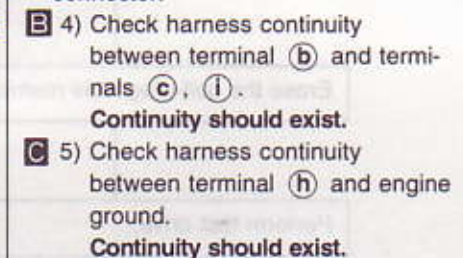 connector.
B 4) Check harness continuity
between terminal ⓑ and termi-
nals ⓒ, ⓘ.
Continuity should exist.
C 5) Check harness continuity
between terminal ⓗ and engine
ground.
Continuity should exist.